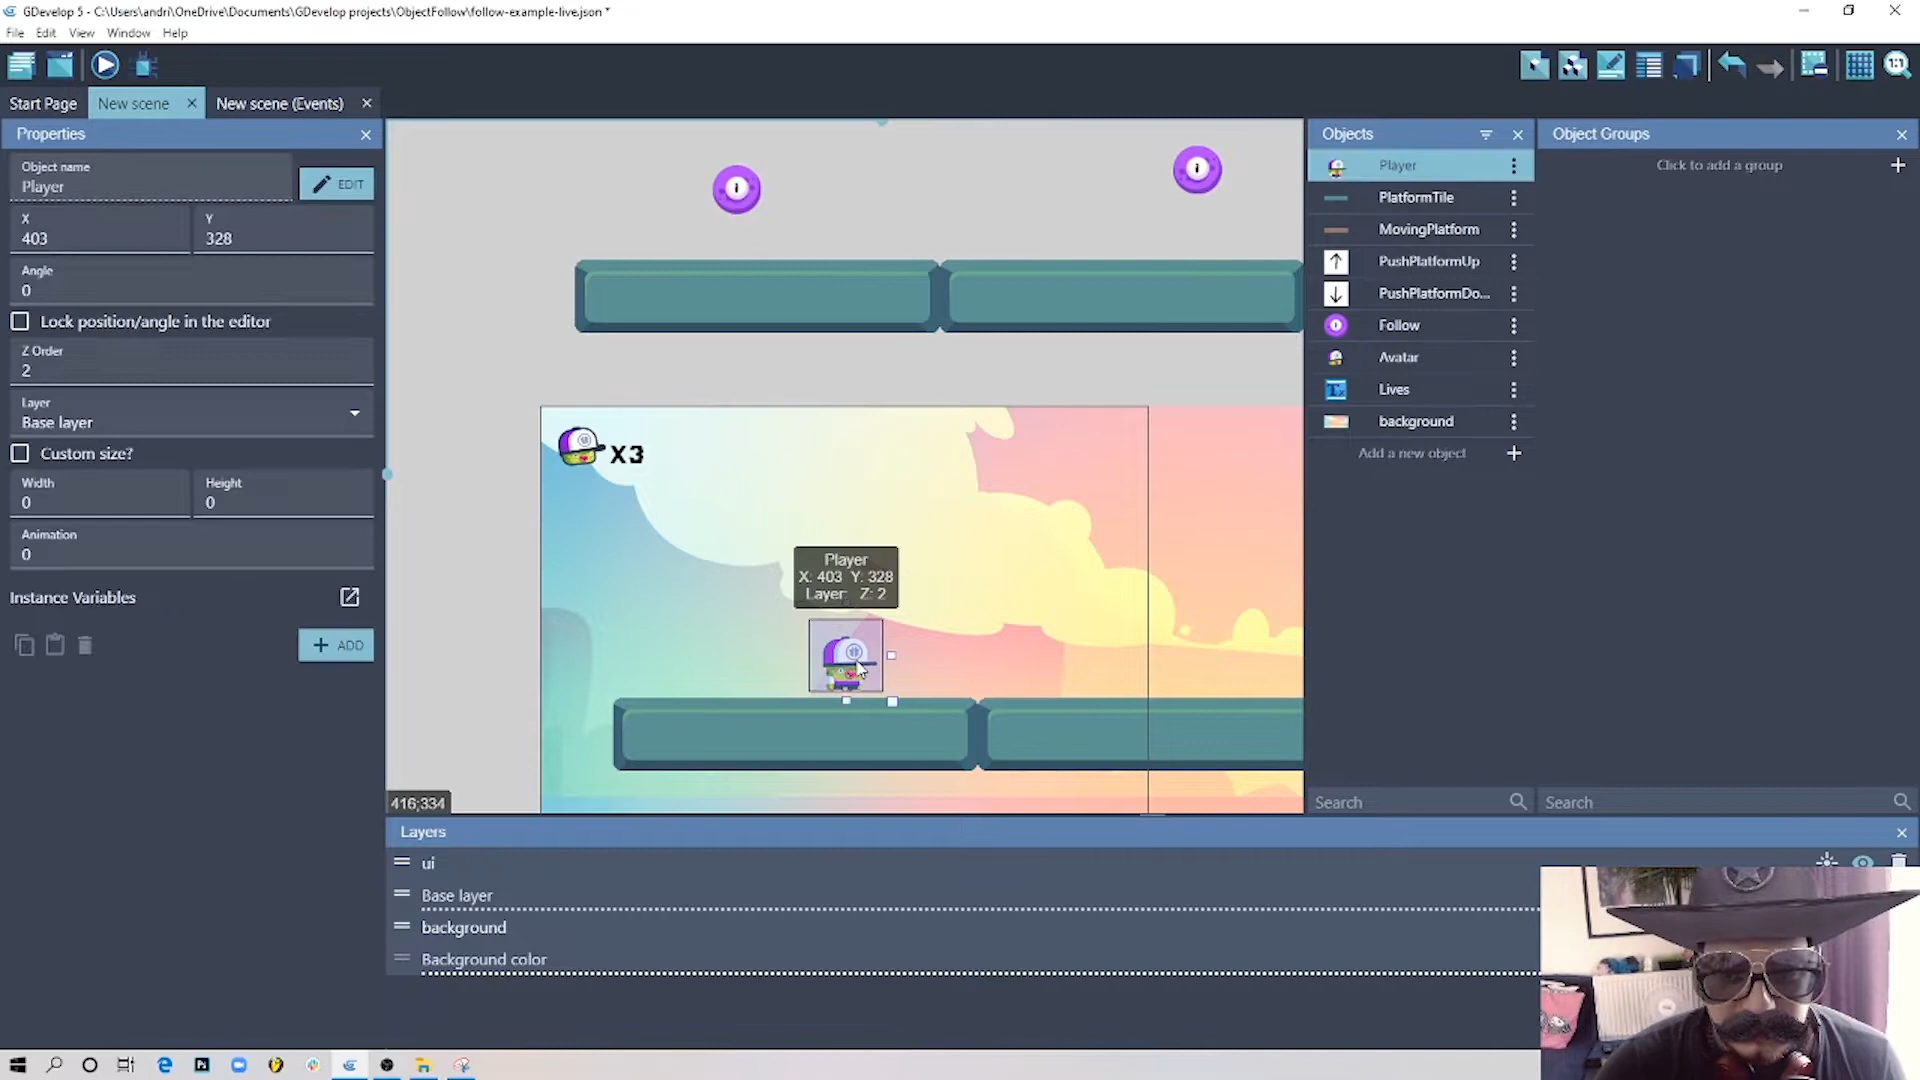 GDevelop 5 - C:\Users\andri\OneDrive\Documents\GDevelop projects\ObjectFollow\follow-example-live.json *
File Edit View Window Help
1:1
Start Page New scene × New scene (Events) ×
Properties
Object name
Player
EDIT
X
403
Y
328
Angle
0
Lock position/angle in the editor
Z Order
2
Layer
Base layer
Custom size?
Width
0
Height
0
Animation
0
Instance Variables
+ ADD
X3
Player
X: 403 Y: 328
Layer: Z: 2
416;334
Objects
Player
PlatformTile
MovingPlatform
PushPlatformUp
PushPlatformDo...
Follow
Avatar
Lives
background
Add a new object
Search
Object Groups
Click to add a group
Search
Layers
ui
Base layer
background
Background color